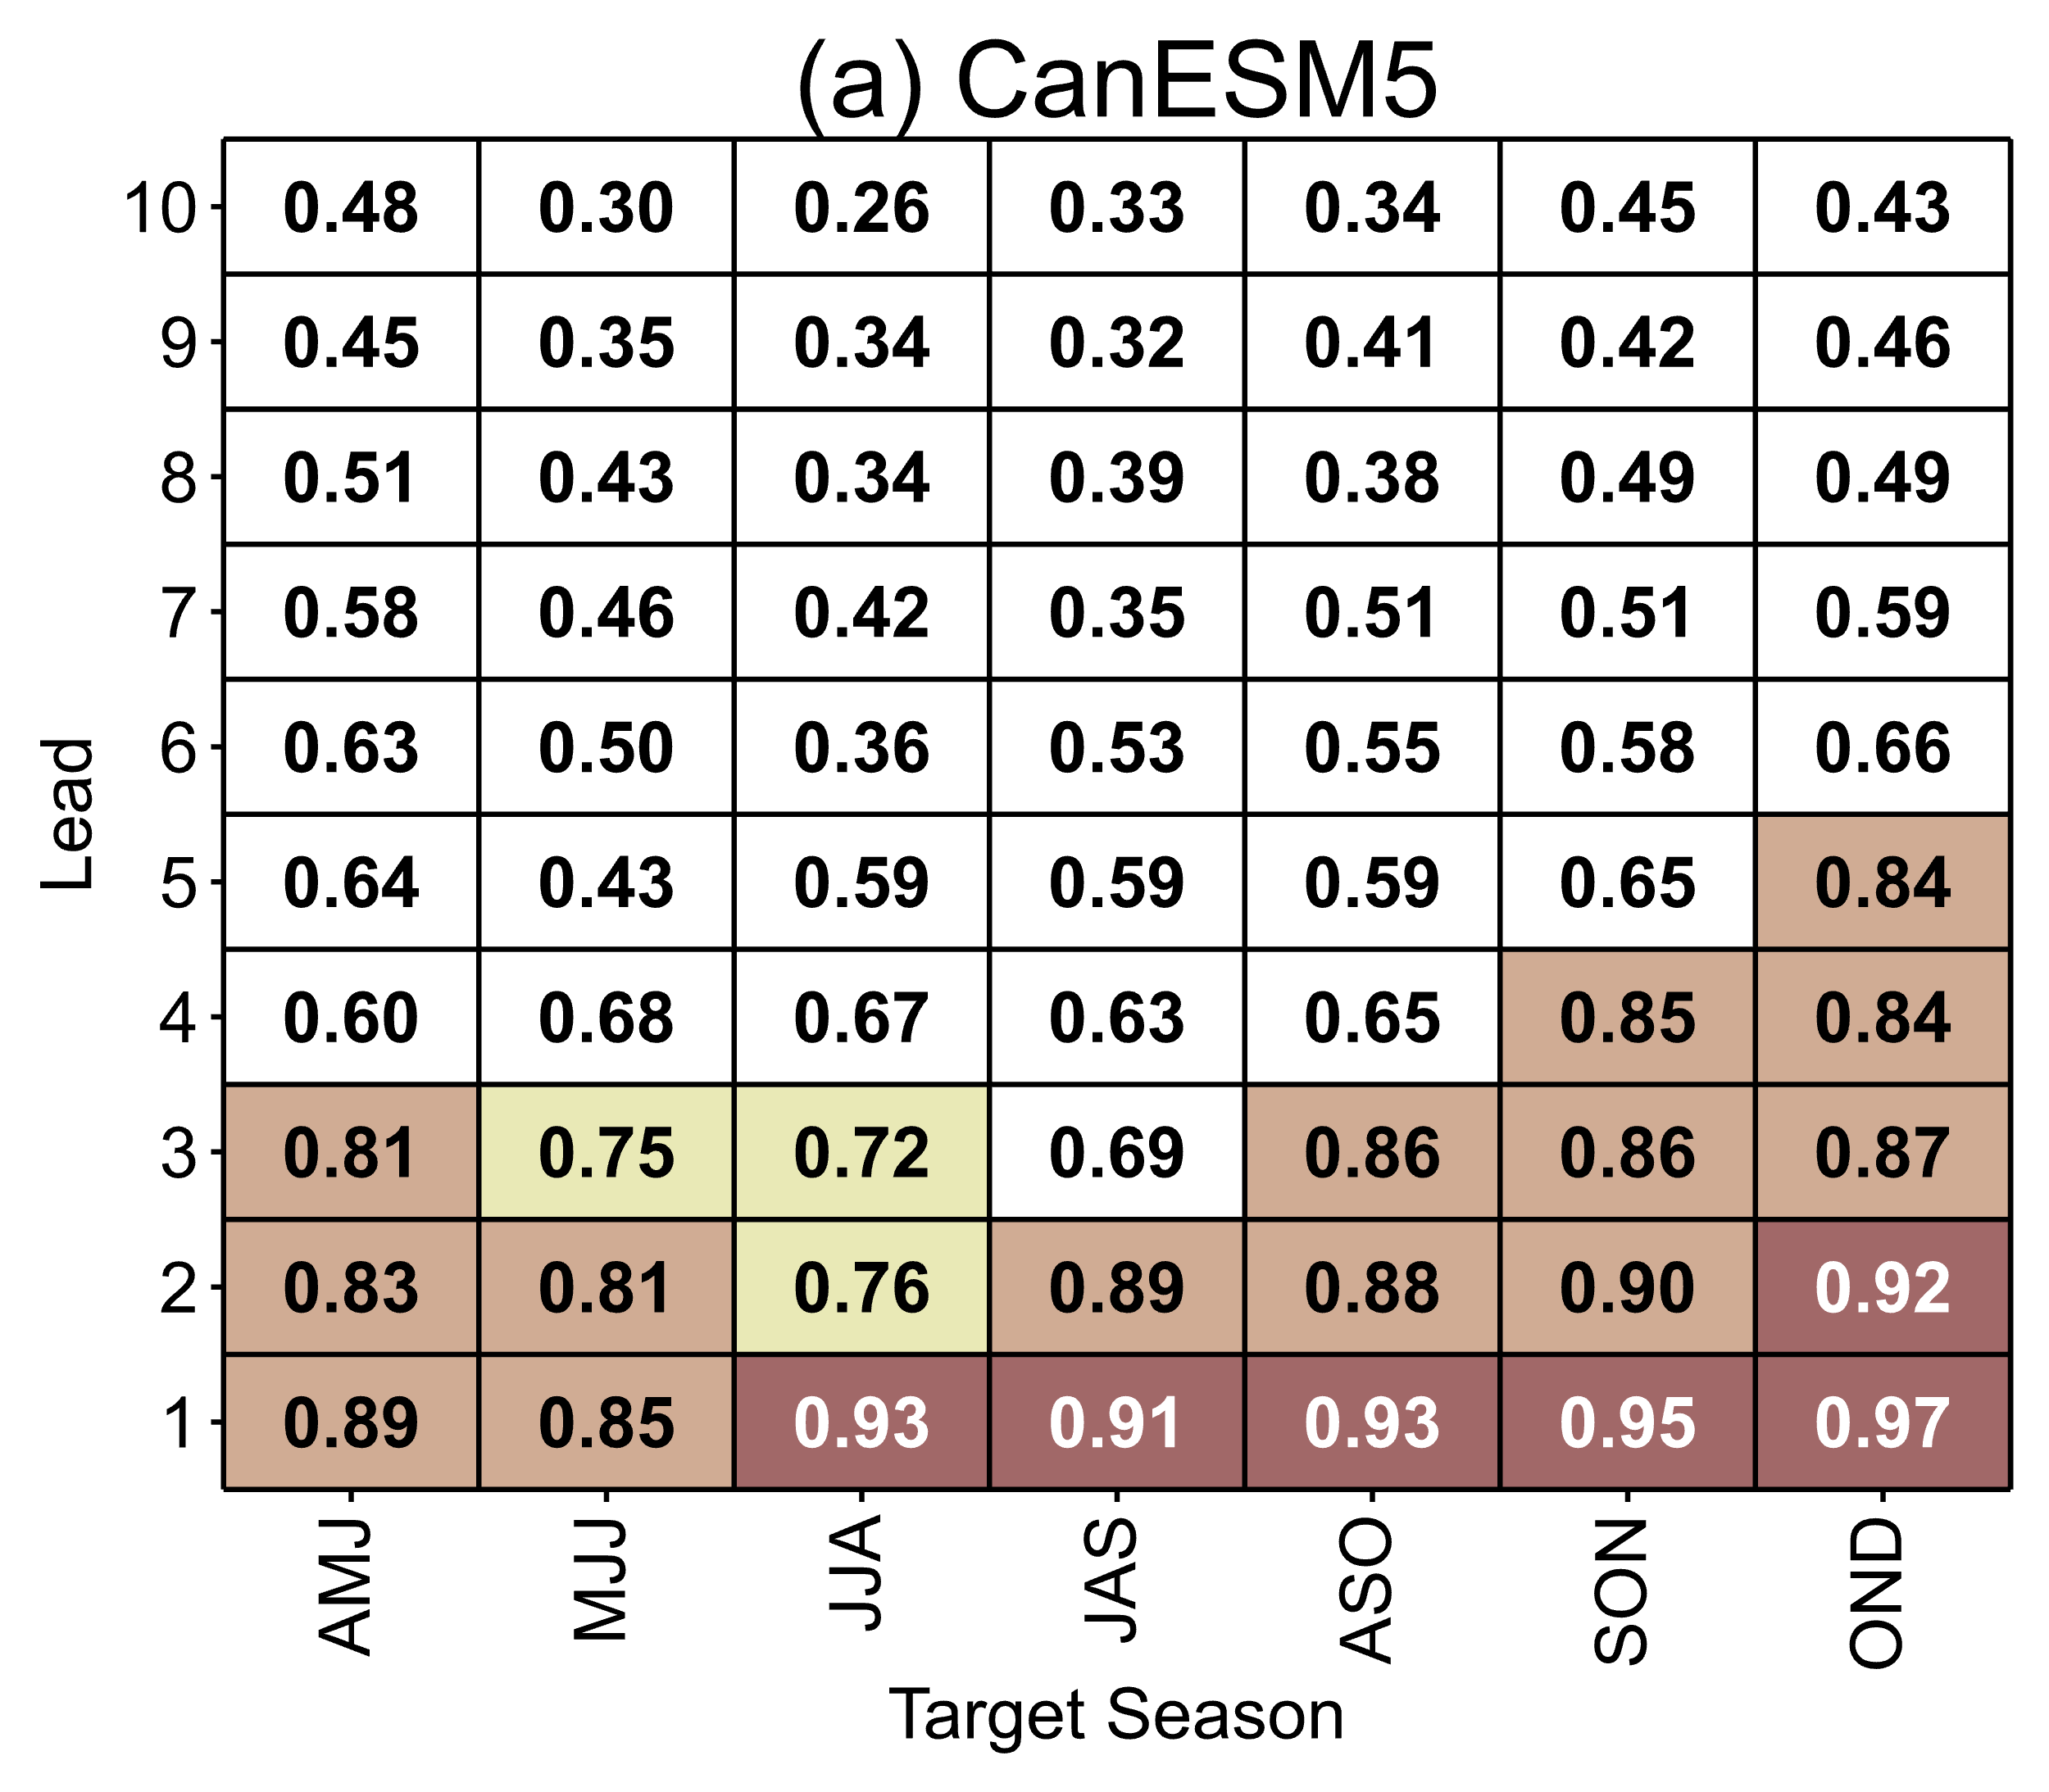 (a) CanESM5
10 0.48 0.30 0.26 0.33 0.34 0.45 0.43
9 0.45 0.35 0.34 0.32 0.41 0.42 0.46
8 0.51 0.43 0.34 0.39 0.38 0.49 0.49
7 0.58 0.46 0.42 0.35 0.51 0.51 0.59
6 0.63 0.50 0.36 0.53 0.55 0.58 0.66
Lead
5 0.64 0.43 0.59 0.59 0.59 0.65 0.84
4 0.60 0.68 0.67 0.63 0.65 0.85 0.84
3 0.81 0.75 0.72 0.69 0.86 0.86 0.87
2 0.83 0.81 0.76 0.89 0.88 0.90 0.92
1 0.89 0.85 0.93 0.91 0.93 0.95 0.97
AMJ MJJ JJA JAS ASO SON OND
Target Season